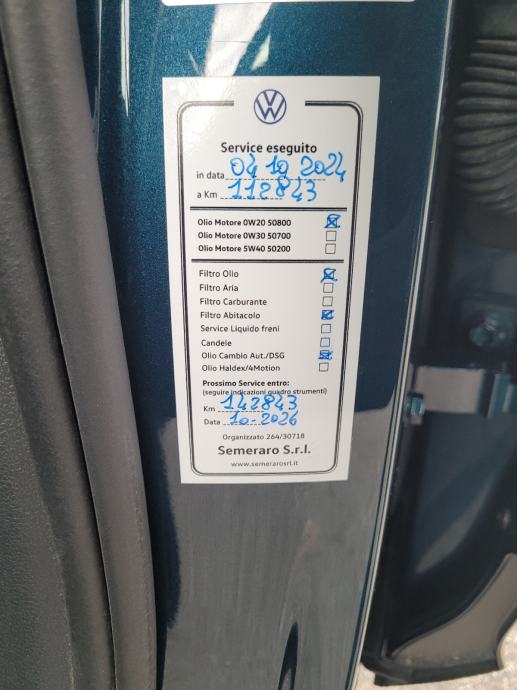 Service eseguito
in data 04 10 2024
a Km 112843
Olio Motore 0W20 50800
Olio Motore 0W30 50700
Olio Motore 5W40 50200
Filtro Olio
Filtro Aria
Filtro Carburante
Filtro Abitacolo
Service Liquido freni
Candele
Olio Cambio Aut./DSG
Olio Haldex/4Motion
Prossimo Service entro:
(seguire indicazioni quadro strumenti)
Km 142843
Data 10-2026
Organizzato 264/30718
Semeraro S.r.l.
www.semerarosrl.it